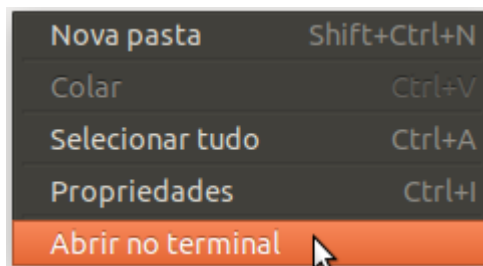 Nova pasta Shift+Ctrl+N
Colar Ctrl+V
Selecionar tudo Ctrl+A
Propriedades Ctrl+I
Abrir no terminal